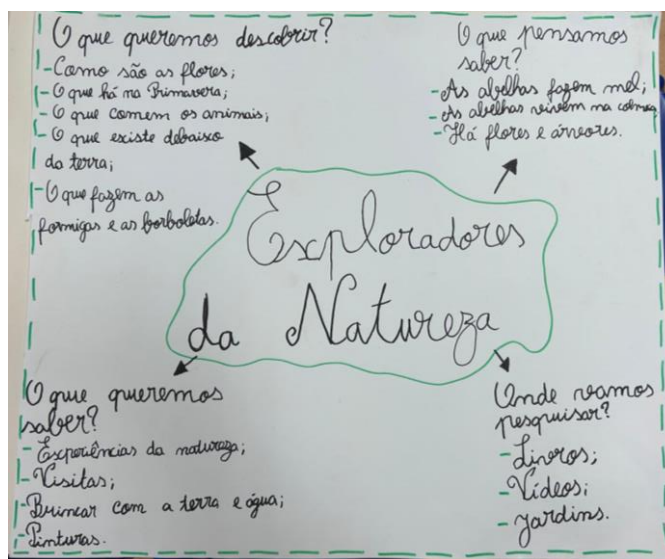 O que queremos descobrir?
- Como são as flores;
- O que há na Primavera;
- O que comem os animais;
- O que existe debaixo
da terra;
- O que fazem as
formigas e as borboletas.
O que pensamos
saber?
- As abelhas fazem mel;
- As abelhas vivem na colmeia;
- Há flores e árvores.
Exploradores
da Natureza
O que queremos
saber?
- Experiências da natureza;
- Visitas;
- Brincar com a terra e água;
- Pinturas.
Onde vamos
pesquisar?
- Livros;
- Vídeos;
- Jardins.